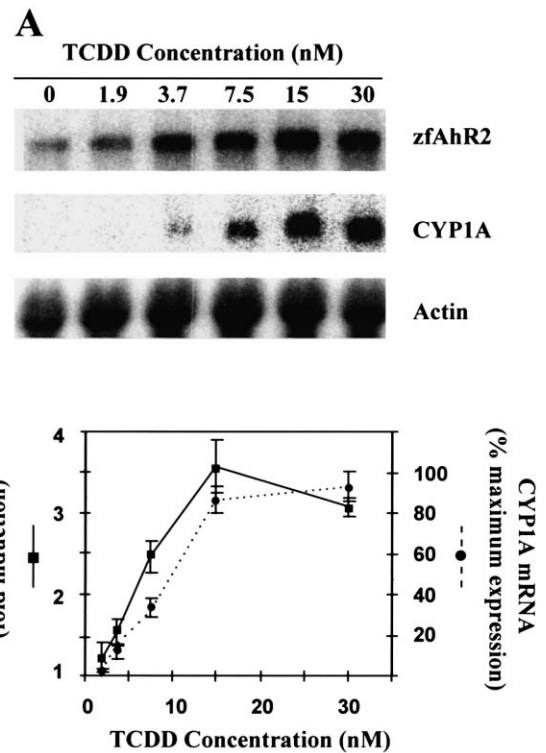 A
TCDD Concentration (nM)
0 1.9 3.7 7.5 15 30
zfAhR2
CYP1A
Actin
4
3
2
1
(fold induction)
100
80
60
40
20
CYP1A mRNA
(% maximum expression)
0 10 20 30
TCDD Concentration (nM)